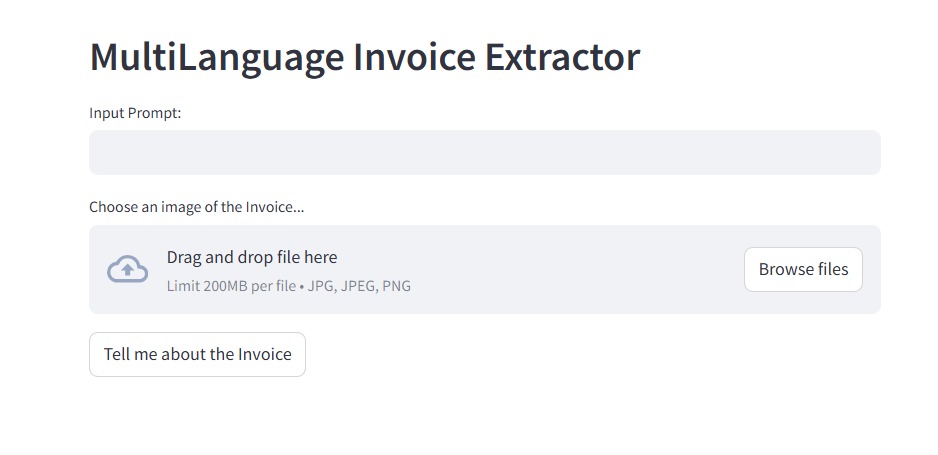 MultiLanguage Invoice Extractor
Input Prompt:
Choose an image of the Invoice...
Drag and drop file here
Limit 200MB per file • JPG, JPEG, PNG
Browse files
Tell me about the Invoice